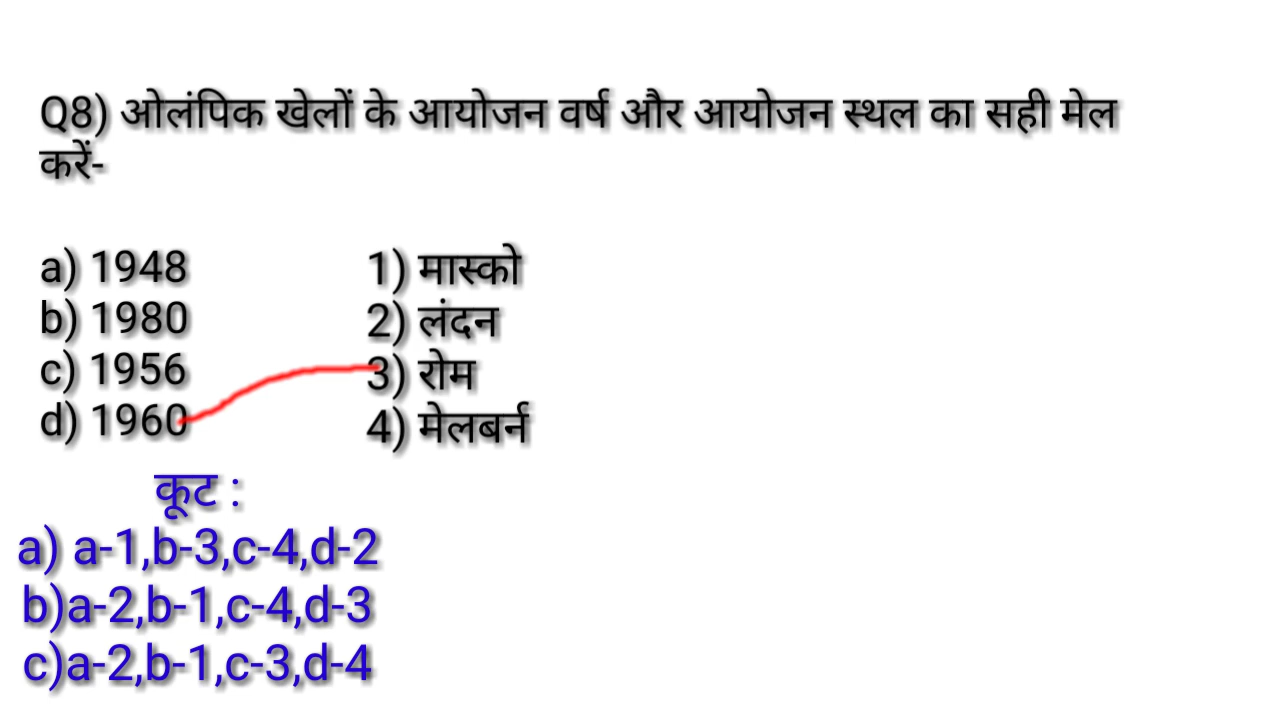 Q8) ओलंपिक खेलों के आयोजन वर्ष और आयोजन स्थल का सही मेल
करें-
a) 1948 1) मास्को
b) 1980 2) लंदन
c) 1956 3) रोम
d) 1960 4) मेलबर्न
कूट :
a) a-1,b-3,c-4,d-2
b)a-2,b-1,c-4,d-3
c)a-2,b-1,c-3,d-4